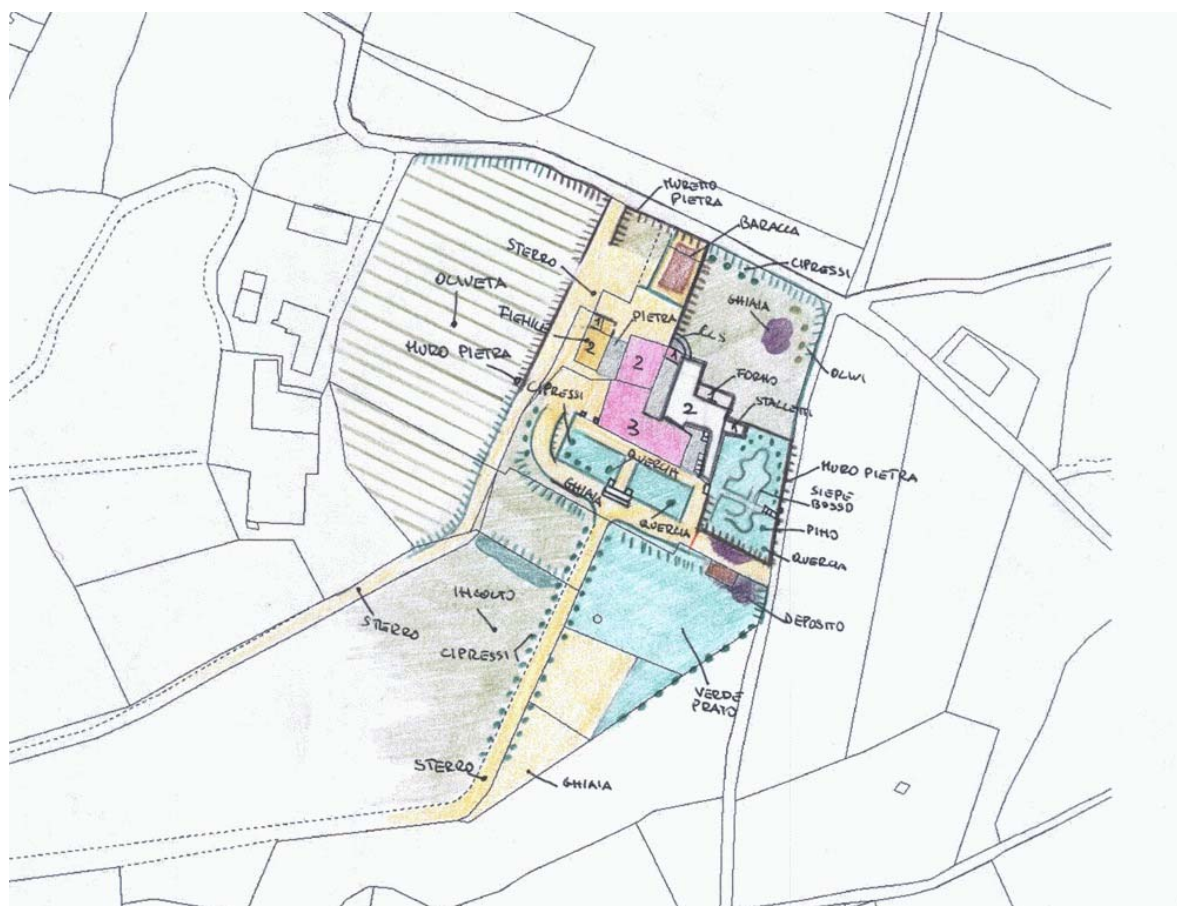 MURETTO
PIETRA
BARACCA
CIPRESSI
STERRO
OLIVETA
GHIAIA
FIENILE
1
PIETRA
CLS
2
2
1
MURO PIETRA
OLIVI
FORNO
1
CIPRESSI
2
STALLETTI
1
3
QUERCIA
MURO PIETRA
GHIAIA
SIEPE
BOSSO
QUERCIA
PINO
QUERCIA
INCOLTO
STERRO
DEPOSITO
CIPRESSI
VERDE
PRATO
STERRO
GHIAIA